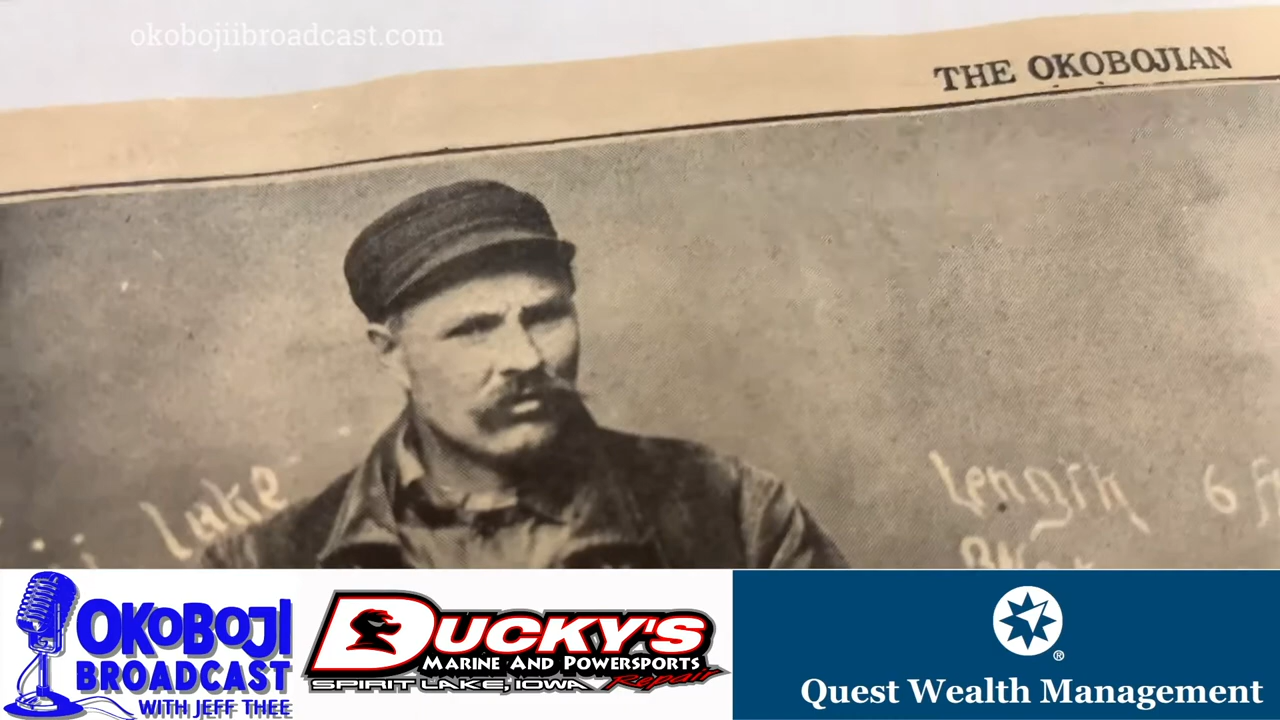 okobojiibroadcast.com
THE OKOBOJIAN
Lake
Length 6
OKOBOJI
BROADCAST
WITH JEFF THEE
DUCKY'S
MARINE AND POWERSPORTS
SPIRIT LAKE, IOWA Repair
®
Quest Wealth Management